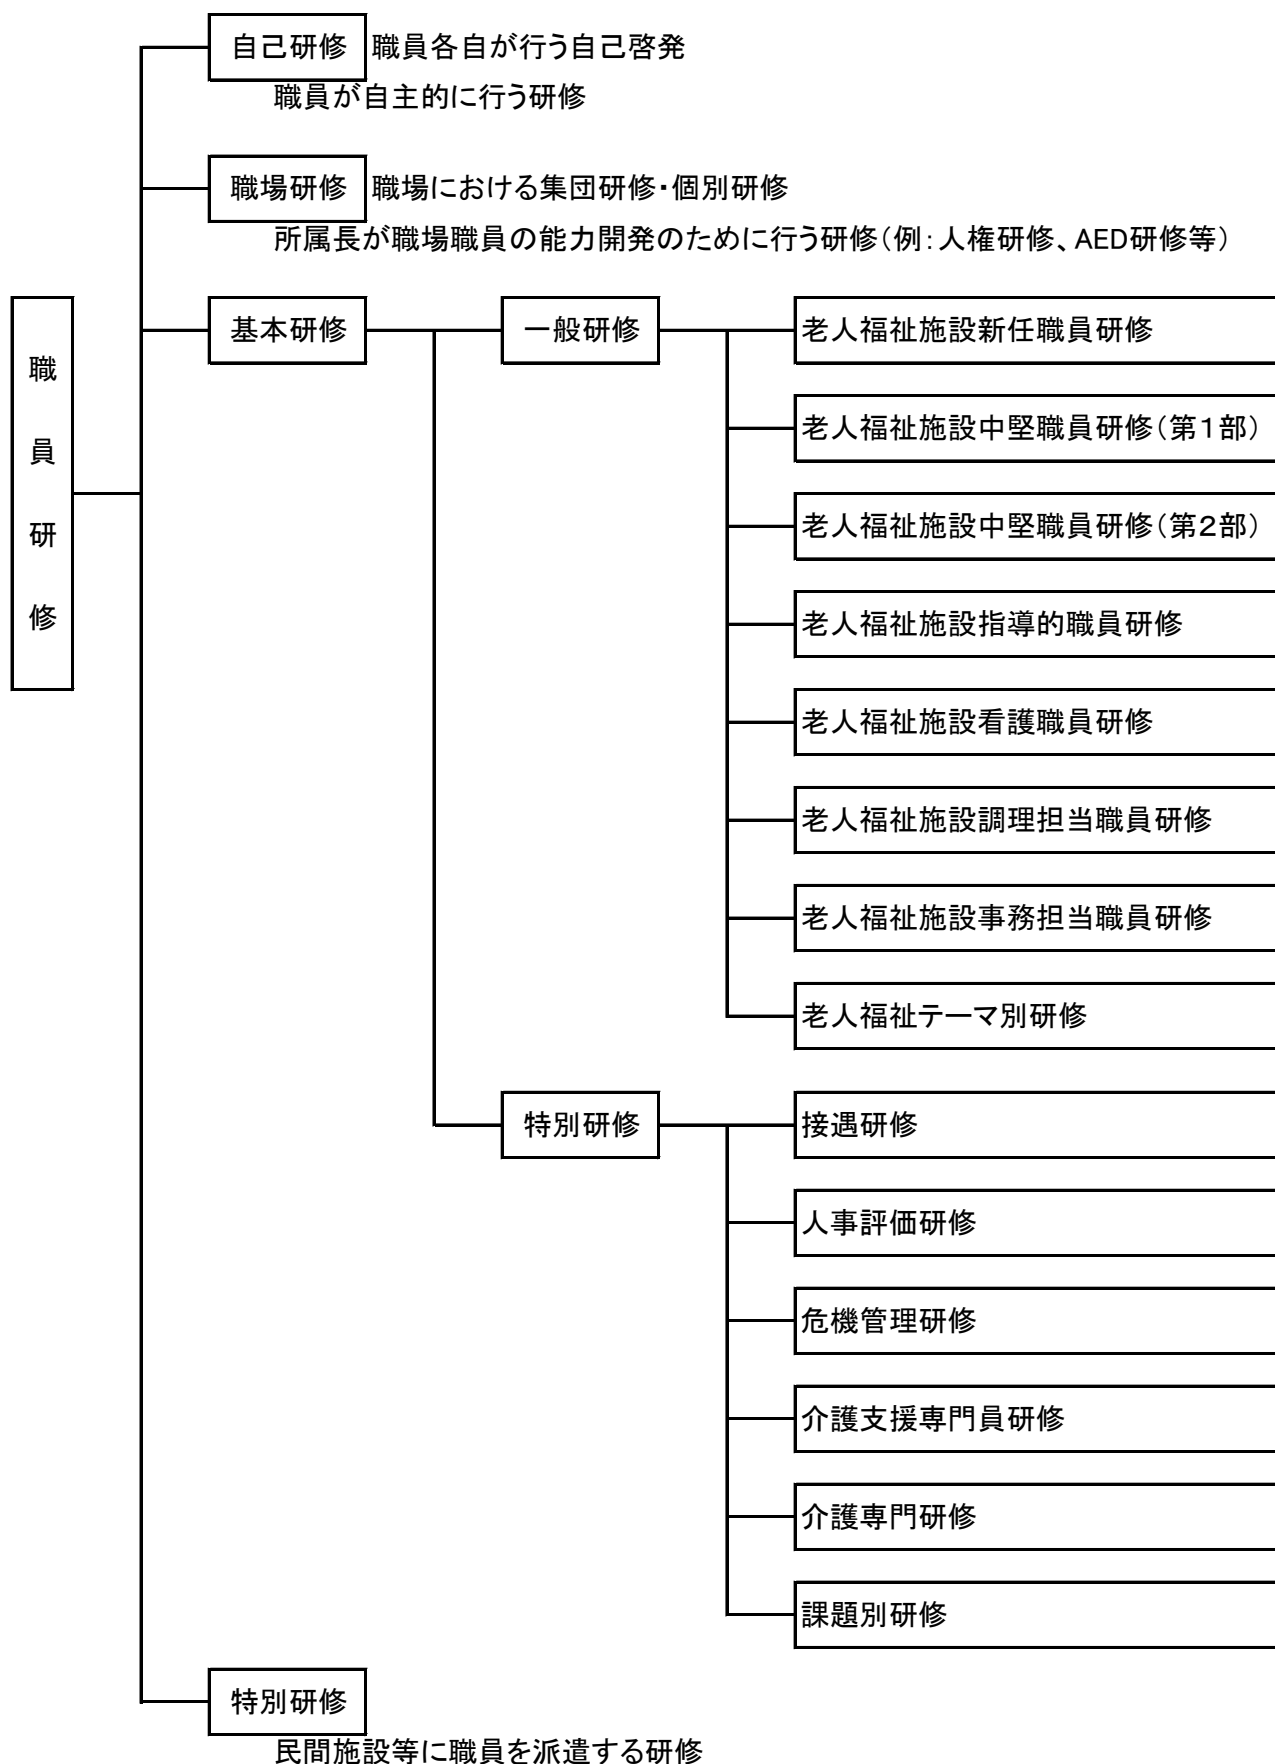 自己研修 職員各自が行う自己啓発
職員が自主的に行う研修
職場研修 職場における集団研修・個別研修
所属長が職場職員の能力開発のために行う研修（例：人権研修、AED研修等）
職員研修
基本研修
一般研修
老人福祉施設新任職員研修
老人福祉施設中堅職員研修（第１部）
老人福祉施設中堅職員研修（第２部）
老人福祉施設指導的職員研修
老人福祉施設看護職員研修
老人福祉施設調理担当職員研修
老人福祉施設事務担当職員研修
老人福祉テーマ別研修
特別研修
接遇研修
人事評価研修
危機管理研修
介護支援専門員研修
介護専門研修
課題別研修
特別研修
民間施設等に職員を派遣する研修